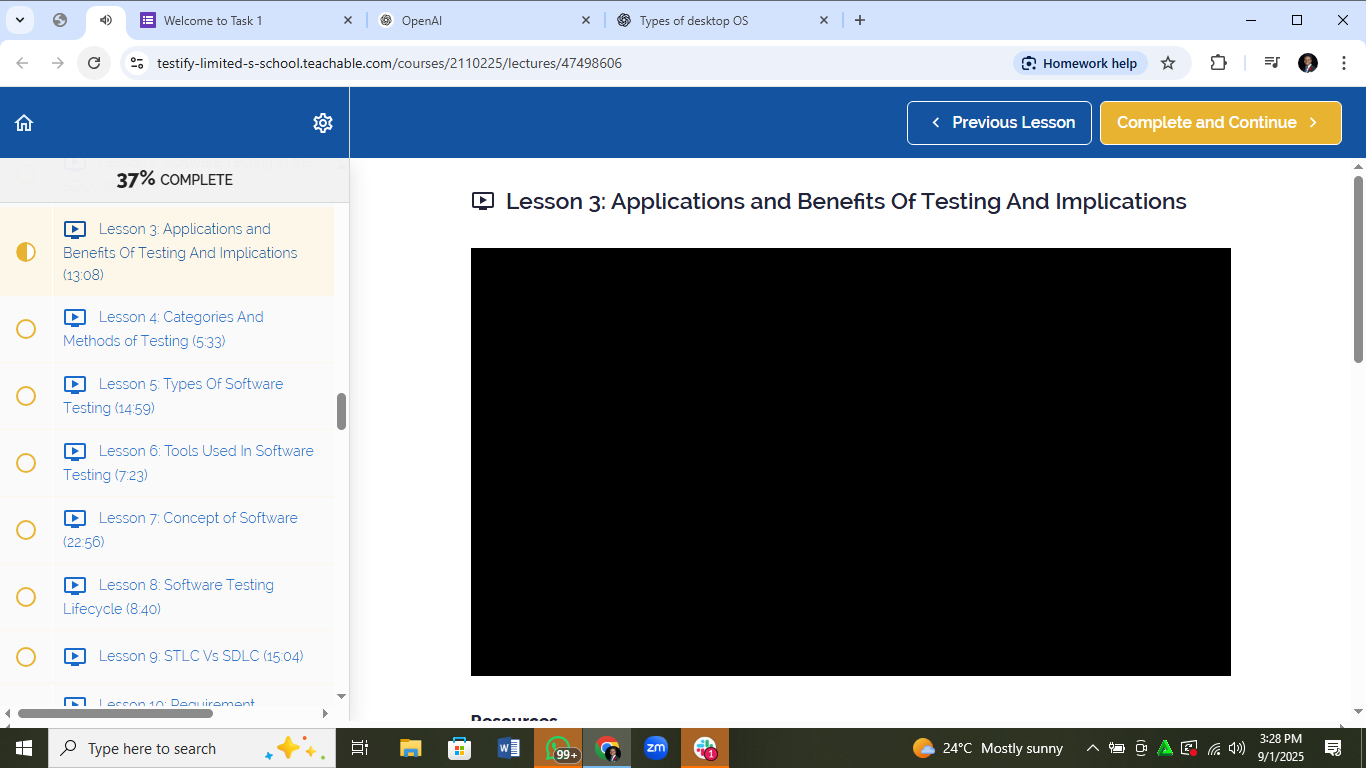 Welcome to Task 1
OpenAI
Types of desktop OS
testify-limited-s-school.teachable.com/courses/2110225/lectures/47498606
Homework help
Previous Lesson
Complete and Continue
37% COMPLETE
Lesson 3: Applications and
Benefits Of Testing And Implications
(13:08)
Lesson 4: Categories And
Methods of Testing (5:33)
Lesson 5: Types Of Software
Testing (14:59)
Lesson 6: Tools Used In Software
Testing (7:23)
Lesson 7: Concept of Software
(22:56)
Lesson 8: Software Testing
Lifecycle (8:40)
Lesson 9: STLC Vs SDLC (15:04)
Lesson 10: Requirement
Lesson 3: Applications and Benefits Of Testing And Implications
Resources
Type here to search
99+
zm
1
24°C Mostly sunny
3:28 PM
9/1/2025